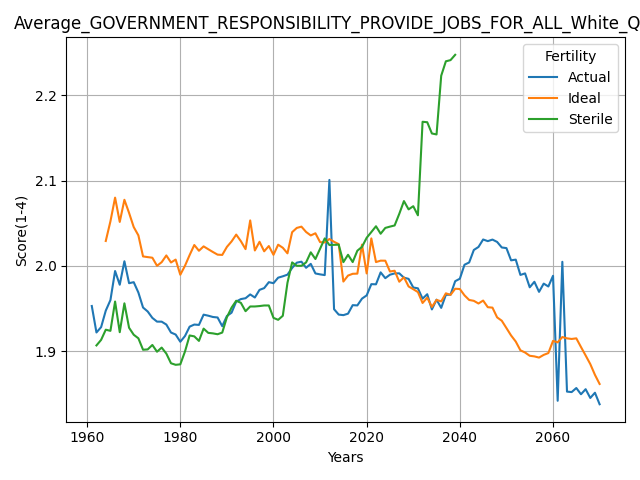 Average_GOVERNMENT_RESPONSIBILITY_PROVIDE_JOBS_FOR_ALL_White_Q
Fertility
Actual
Ideal
Sterile
Score(1-4)
2.2
2.1
2.0
1.9
1960 1980 2000 2020 2040 2060
Years